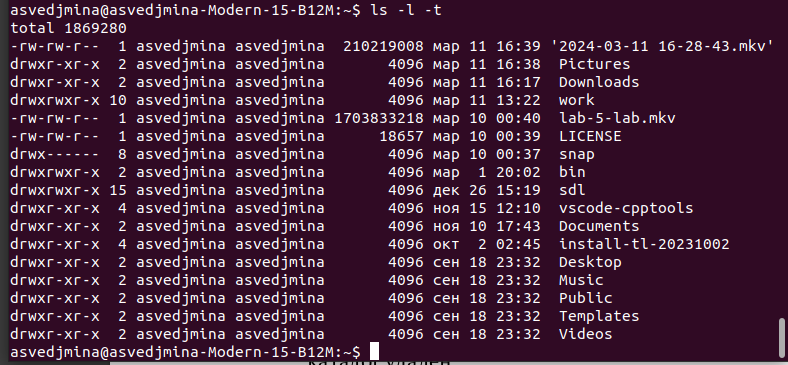 asvedjmina@asvedjmina-Modern-15-B12M:~$ ls -l -t
total 1869280
-rw-rw-r-- 1 asvedjmina asvedjmina 210219008 мар 11 16:39 '2024-03-11 16-28-43.mkv'
drwxr-xr-x 2 asvedjmina asvedjmina 4096 мар 11 16:38 Pictures
drwxr-xr-x 2 asvedjmina asvedjmina 4096 мар 11 16:17 Downloads
drwxrwxr-x 10 asvedjmina asvedjmina 4096 мар 11 13:22 work
-rw-rw-r-- 1 asvedjmina asvedjmina 1703833218 мар 10 00:40 lab-5-lab.mkv
-rw-rw-r-- 1 asvedjmina asvedjmina 18657 мар 10 00:39 LICENSE
drwx------ 8 asvedjmina asvedjmina 4096 мар 10 00:37 snap
drwxrwxr-x 2 asvedjmina asvedjmina 4096 мар 1 20:02 bin
drwxrwxr-x 15 asvedjmina asvedjmina 4096 дек 26 15:19 sdl
drwxr-xr-x 4 asvedjmina asvedjmina 4096 ноя 15 12:10 vscode-cpptools
drwxr-xr-x 2 asvedjmina asvedjmina 4096 ноя 10 17:43 Documents
drwxr-xr-x 4 asvedjmina asvedjmina 4096 окт 2 02:45 install-tl-20231002
drwxr-xr-x 2 asvedjmina asvedjmina 4096 сен 18 23:32 Desktop
drwxr-xr-x 2 asvedjmina asvedjmina 4096 сен 18 23:32 Music
drwxr-xr-x 2 asvedjmina asvedjmina 4096 сен 18 23:32 Public
drwxr-xr-x 2 asvedjmina asvedjmina 4096 сен 18 23:32 Templates
drwxr-xr-x 2 asvedjmina asvedjmina 4096 сен 18 23:32 Videos
asvedjmina@asvedjmina-Modern-15-B12M:~$